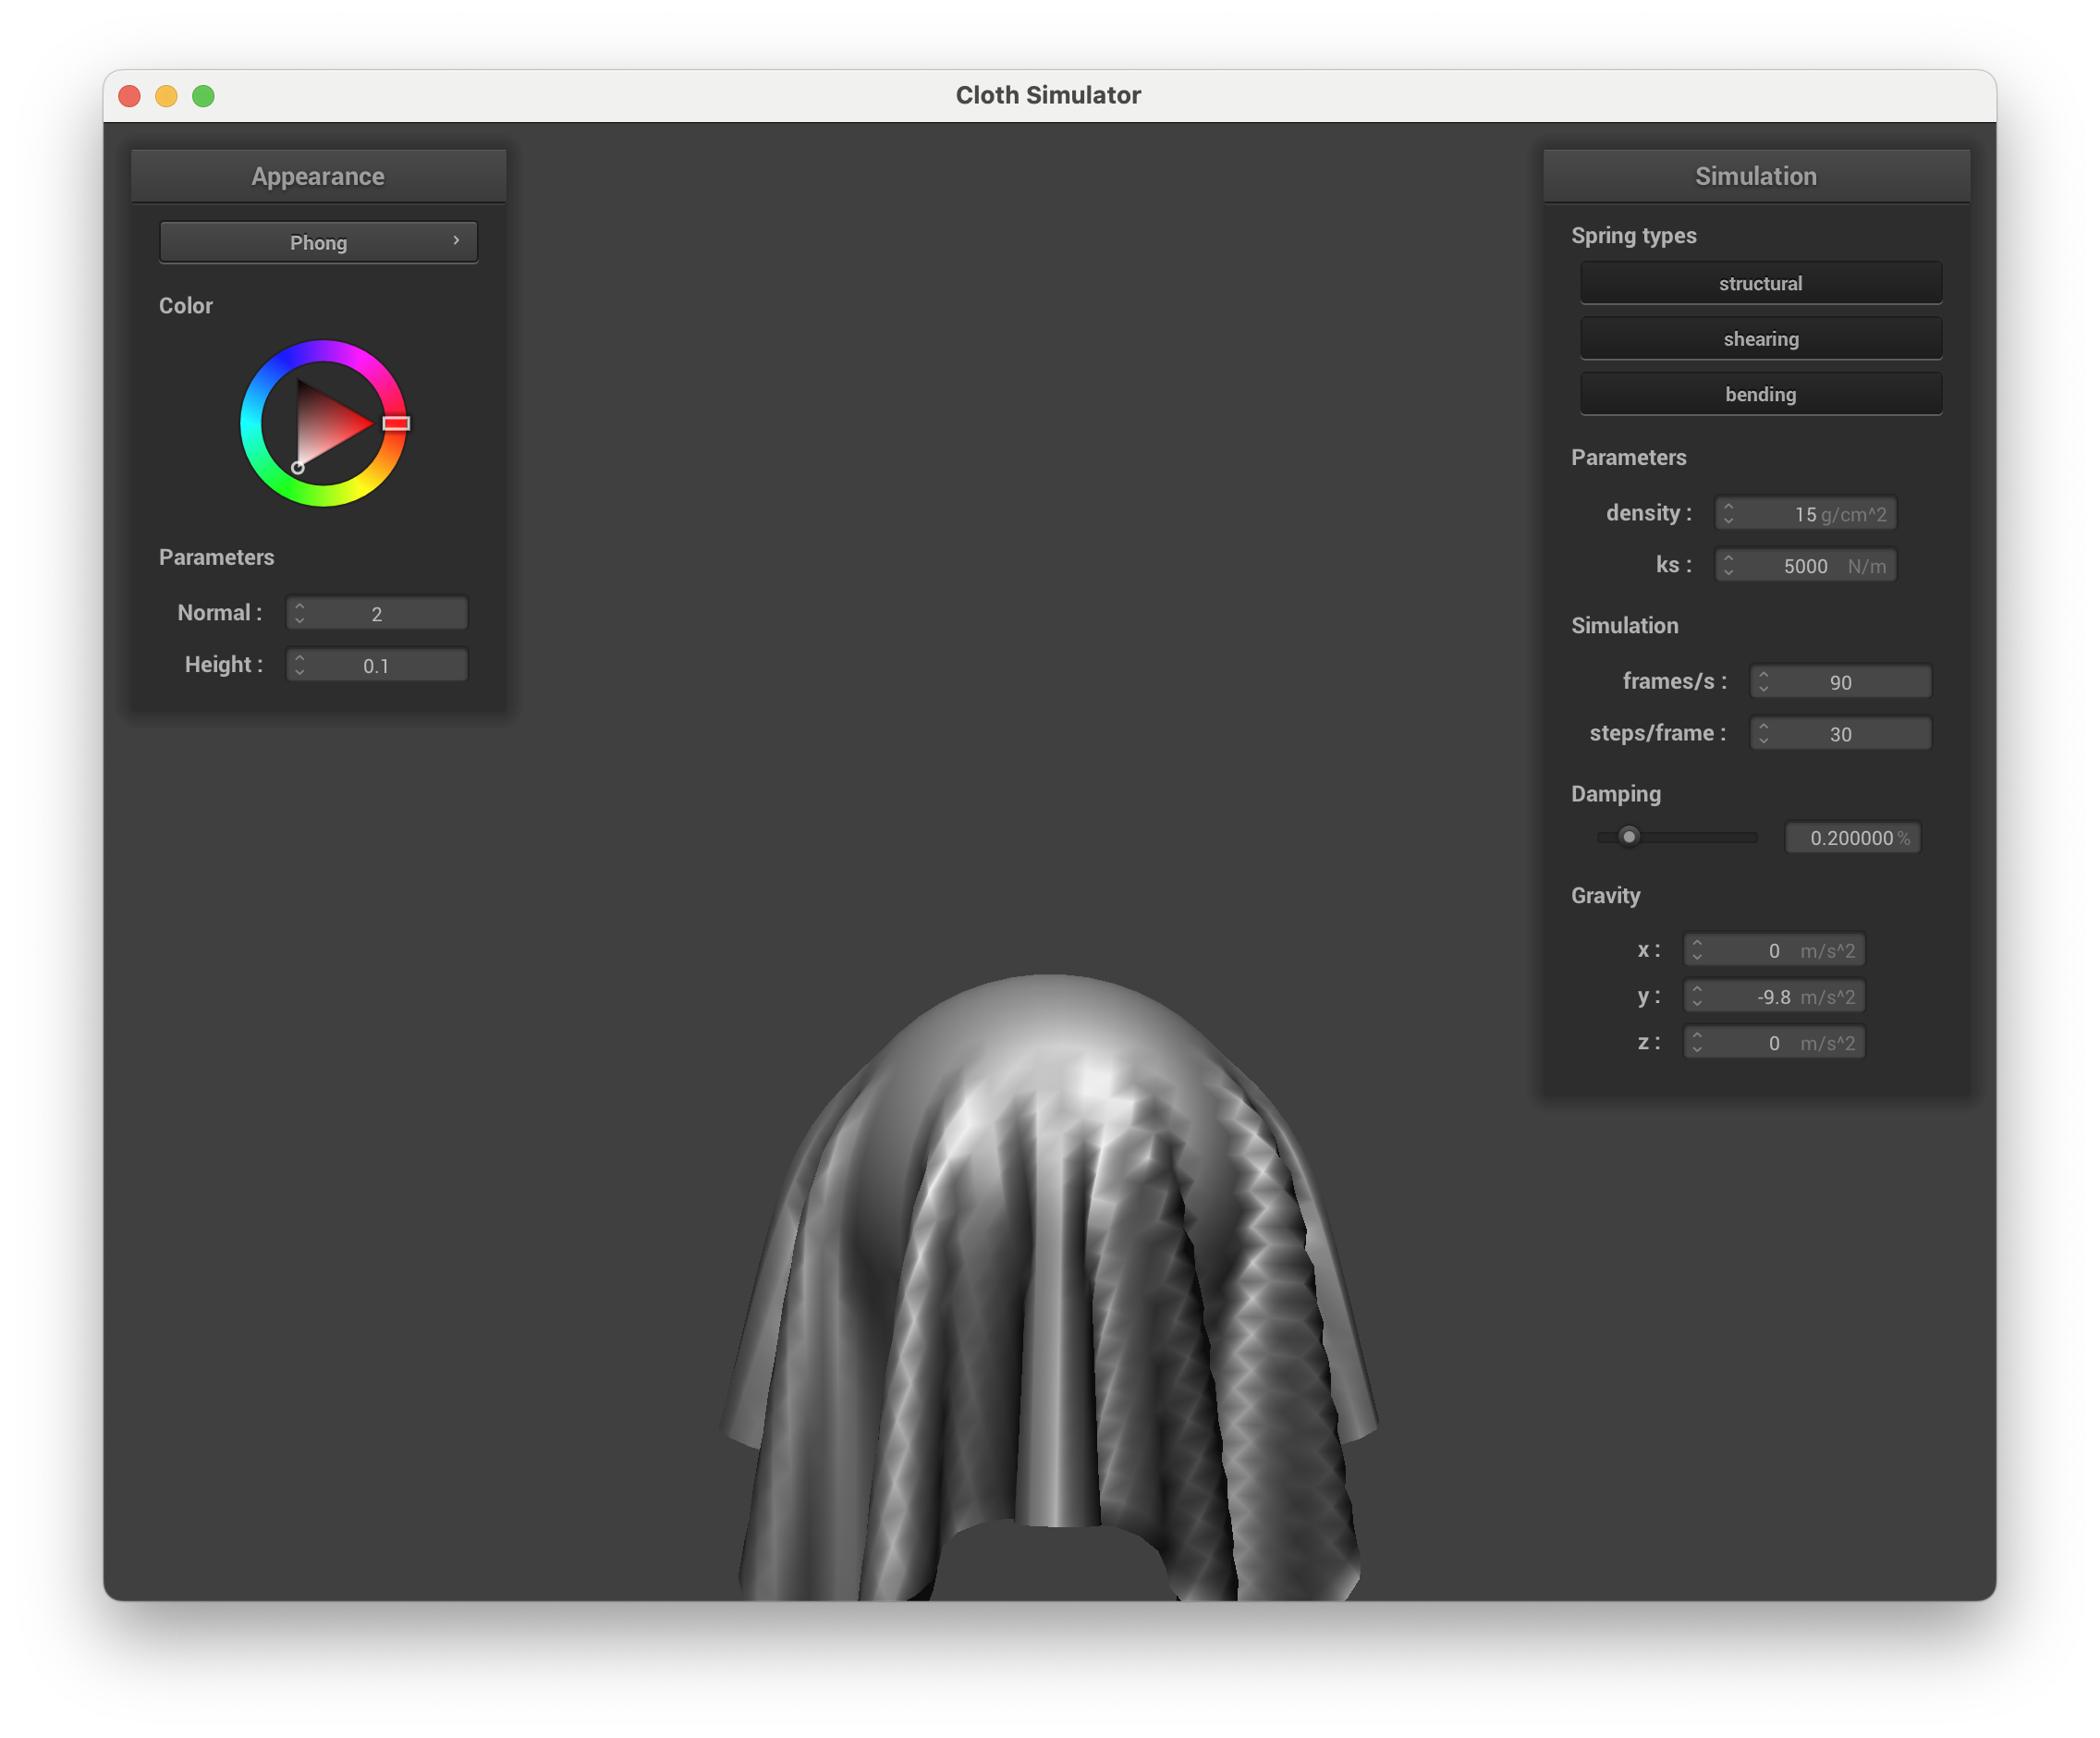 Cloth Simulator
Appearance
Phong ›
Color
Parameters
Normal : 2
Height : 0.1
Simulation
Spring types
structural
shearing
bending
Parameters
density : 15 g/cm^2
ks : 5000 N/m
Simulation
frames/s : 90
steps/frame : 30
Damping
0.200000 %
Gravity
x : 0 m/s^2
y : -9.8 m/s^2
z : 0 m/s^2